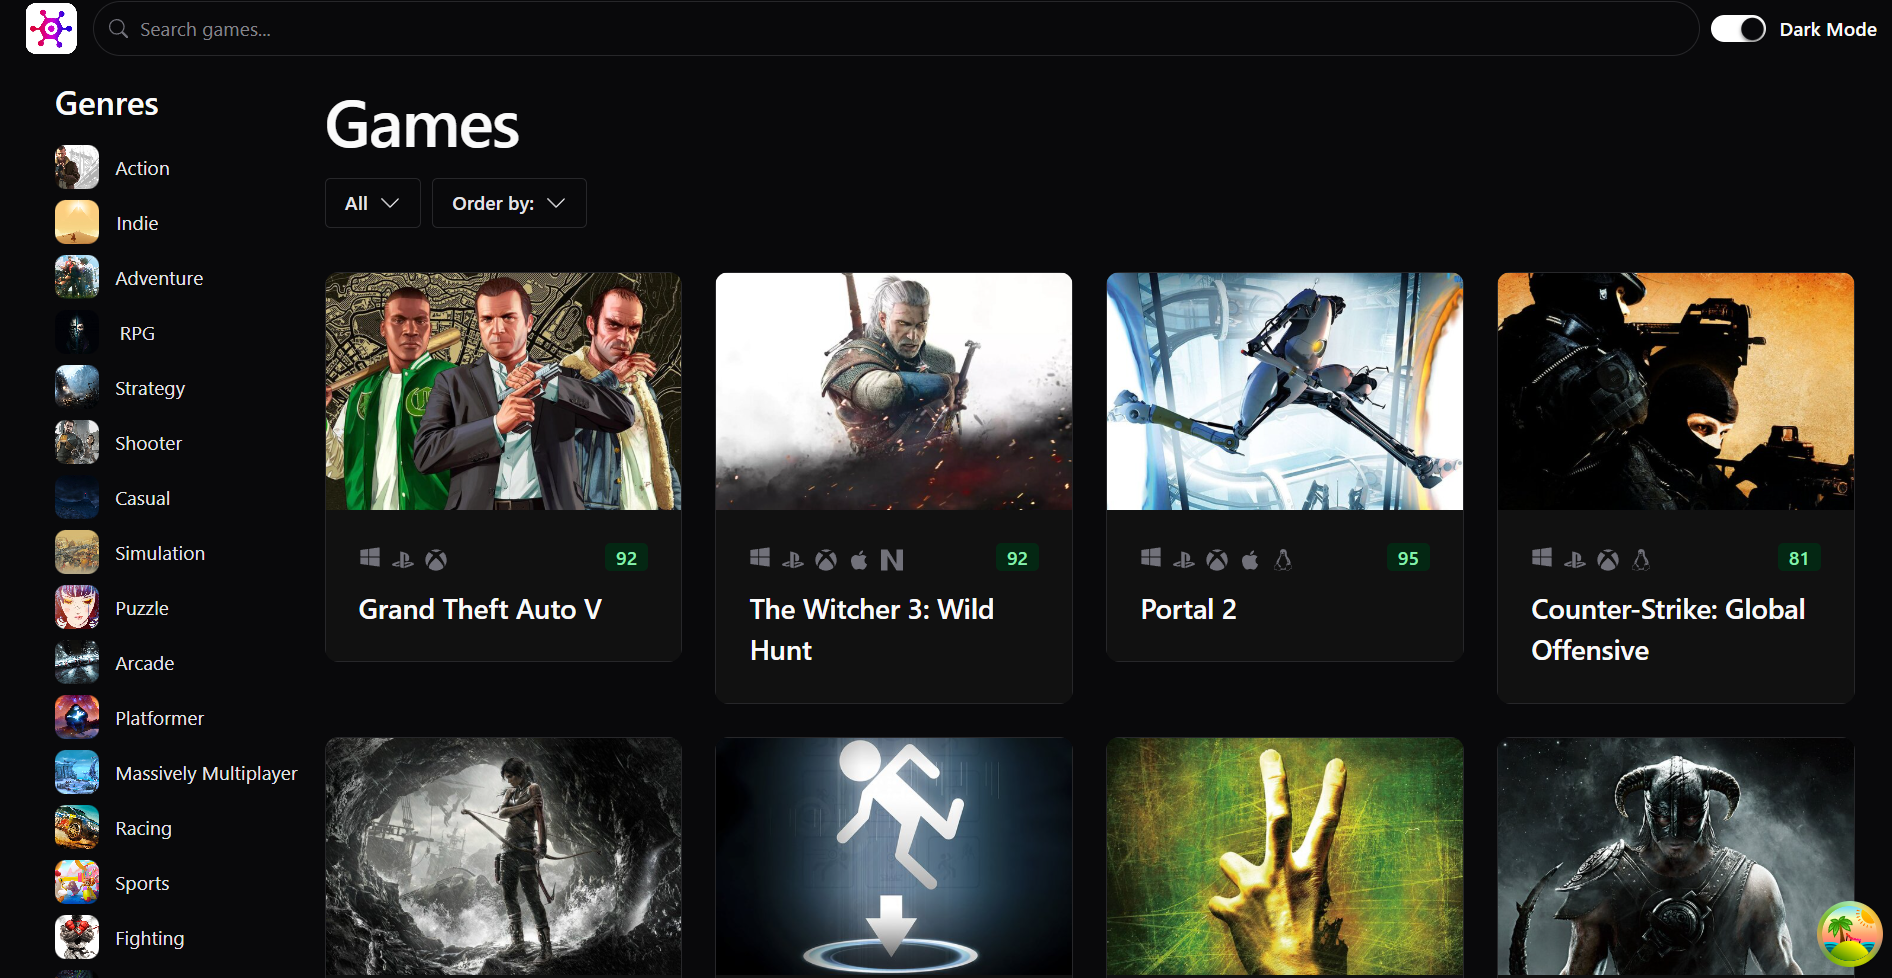 Search games...
Dark Mode
Genres
Action
Indie
Adventure
RPG
Strategy
Shooter
Casual
Simulation
Puzzle
Arcade
Platformer
Massively Multiplayer
Racing
Sports
Fighting
Games
All
Order by:
92
Grand Theft Auto V
92
The Witcher 3: Wild
Hunt
95
Portal 2
81
Counter-Strike: Global
Offensive